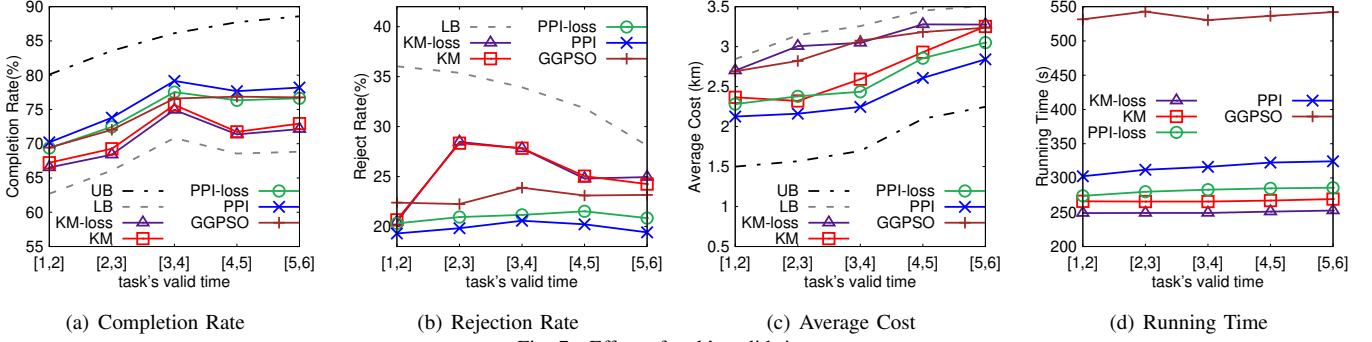 Completion Rate(%)
90
85
80
75
70
65
60
55
UB
LB
KM-loss
KM
PPI-loss
PPI
GGPSO
[1,2] [2,3] [3,4] [4,5] [5,6]
task's valid time
(a) Completion Rate
Reject Rate(%)
40
35
30
25
20
LB
KM-loss
KM
PPI-loss
PPI
GGPSO
[1,2] [2,3] [3,4] [4,5] [5,6]
task's valid time
(b) Rejection Rate
Average Cost (km)
3.5
3
2.5
2
1.5
1
0.5
UB
LB
KM-loss
KM
PPI-loss
PPI
GGPSO
[1,2] [2,3] [3,4] [4,5] [5,6]
task's valid time
(c) Average Cost
Running Time (s)
550
500
450
400
350
300
250
200
KM-loss
KM
PPI-loss
PPI
GGPSO
[1,2] [2,3] [3,4] [4,5] [5,6]
task's valid time
(d) Running Time